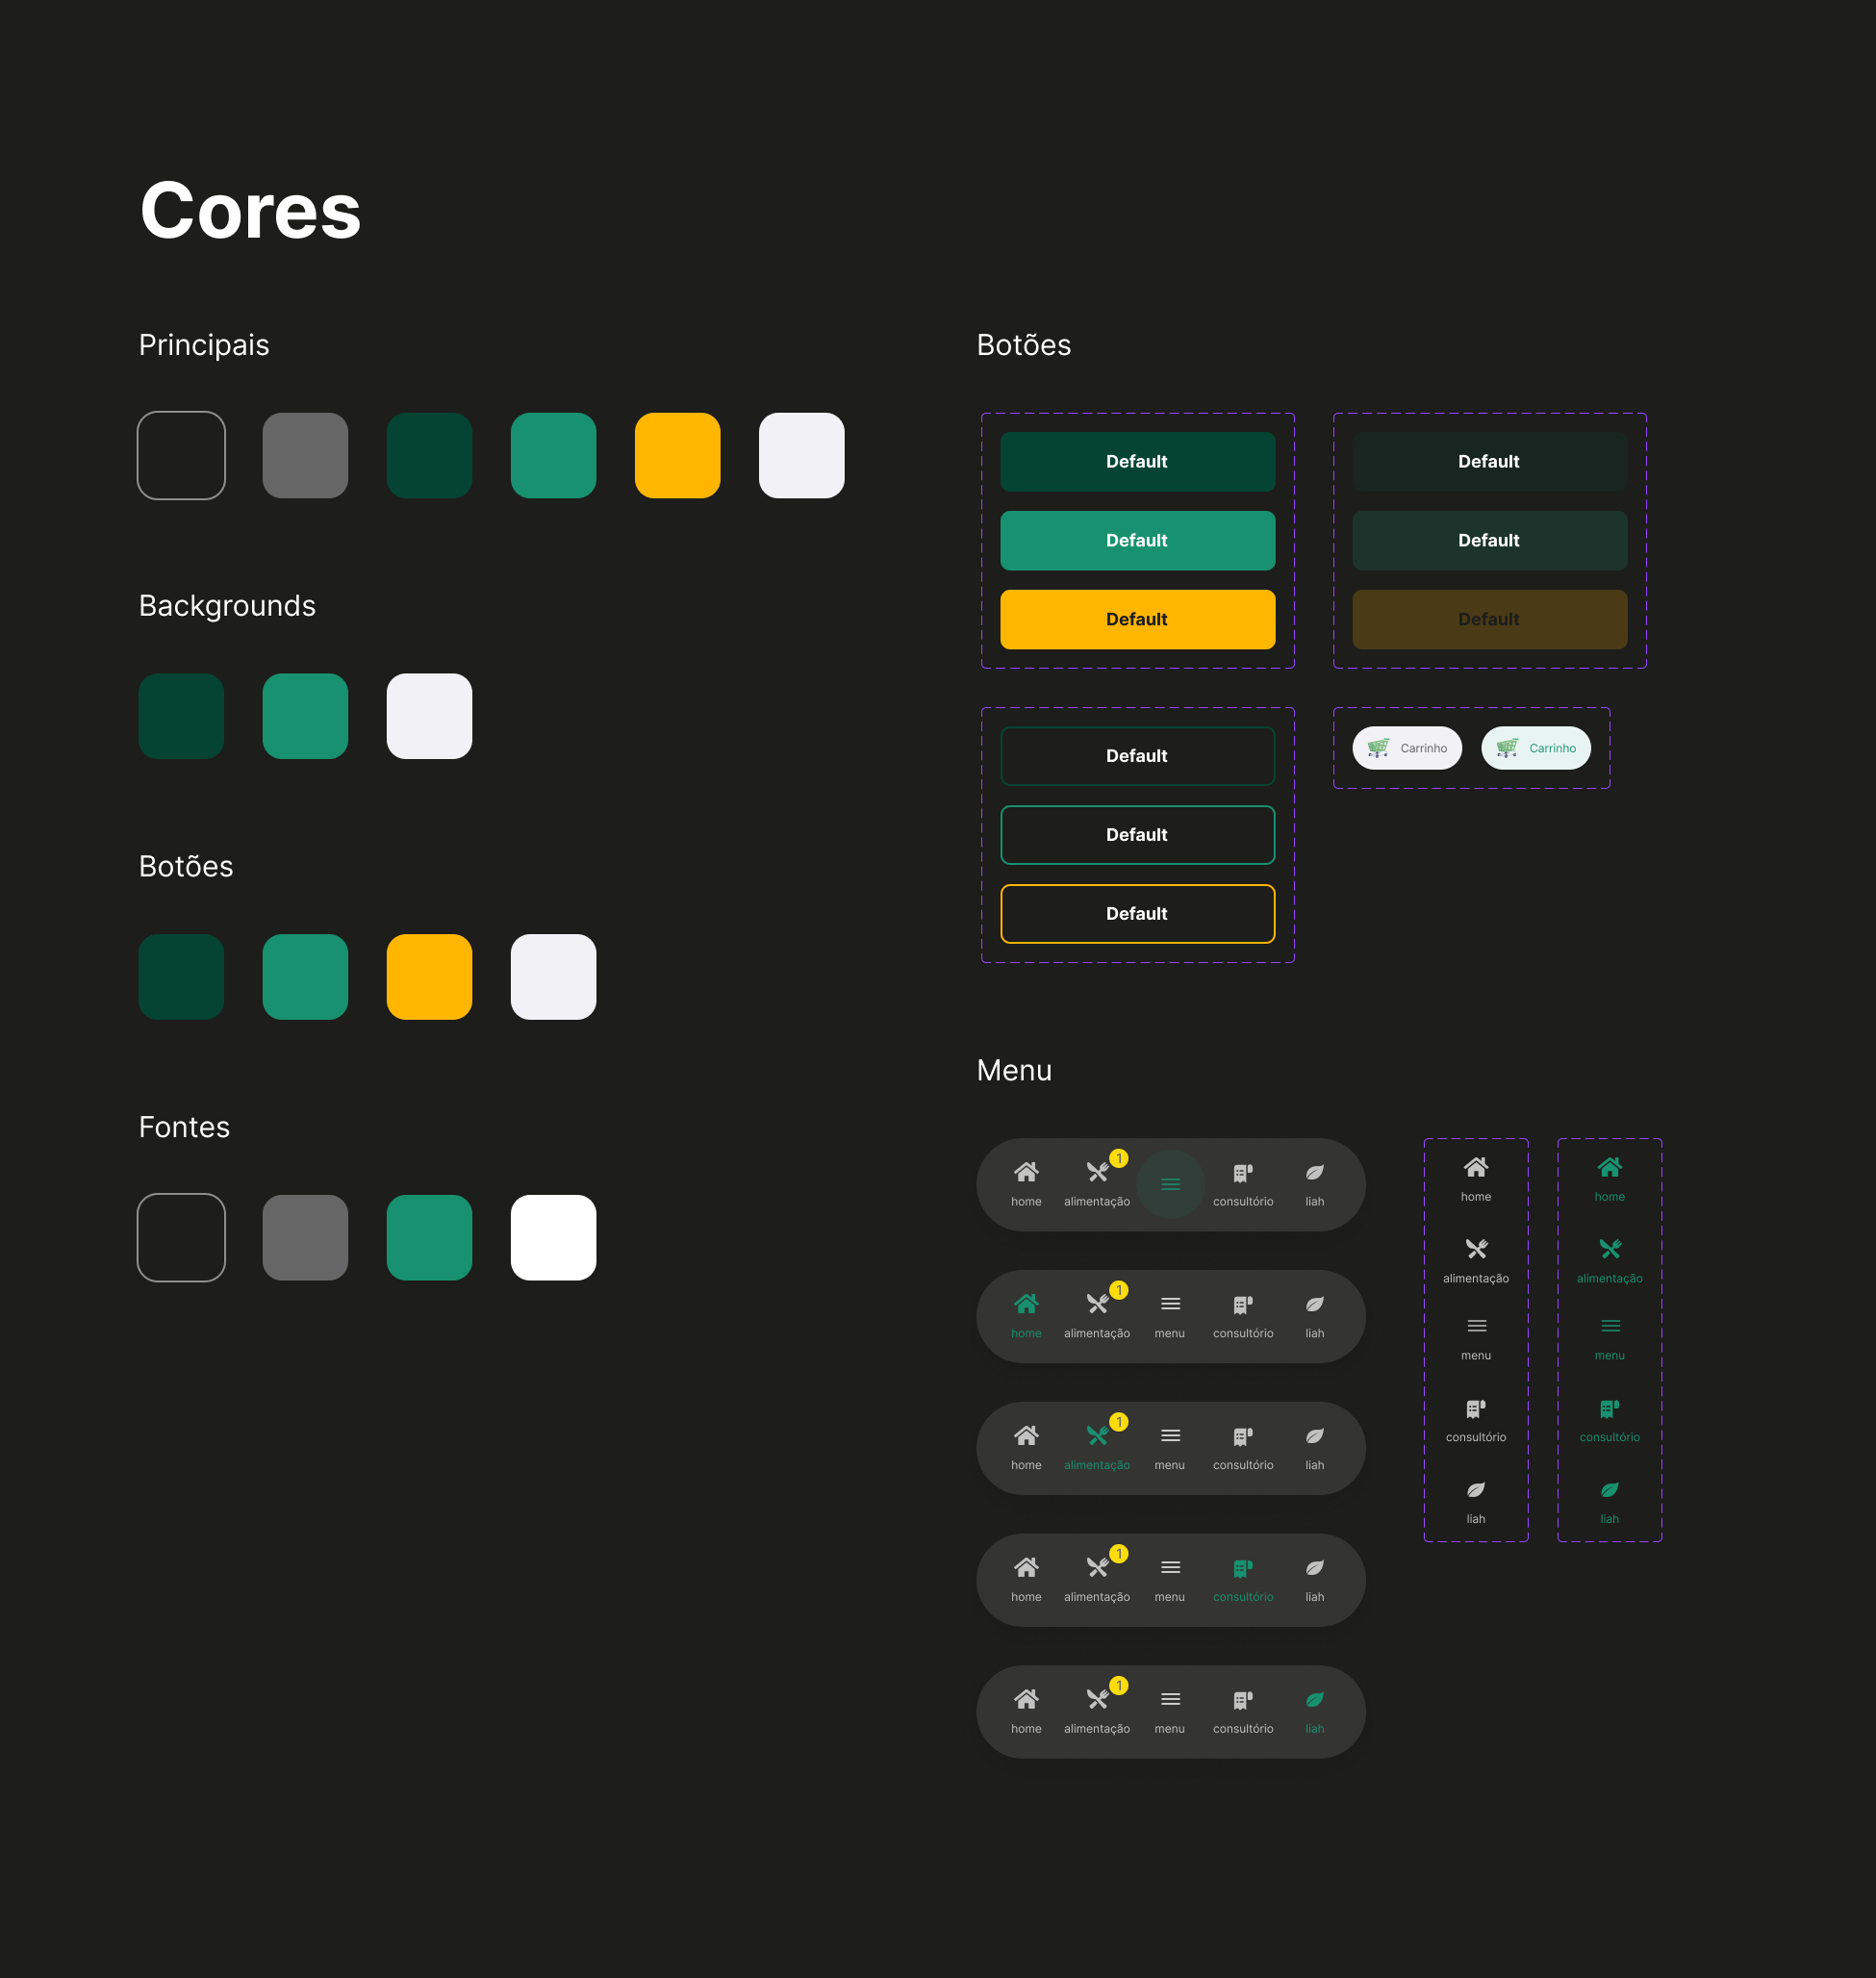 Cores
Principais
Backgrounds
Botões
Fontes
Botões
Default
Default
Default
Default
Default
Default
Default
Default
Default
Carrinho
Carrinho
Menu
1
home
alimentação
consultório
liah
1
home
alimentação
menu
consultório
liah
1
home
alimentação
menu
consultório
liah
1
home
alimentação
menu
consultório
liah
1
home
alimentação
menu
consultório
liah
home
alimentação
menu
consultório
liah
home
alimentação
menu
consultório
liah